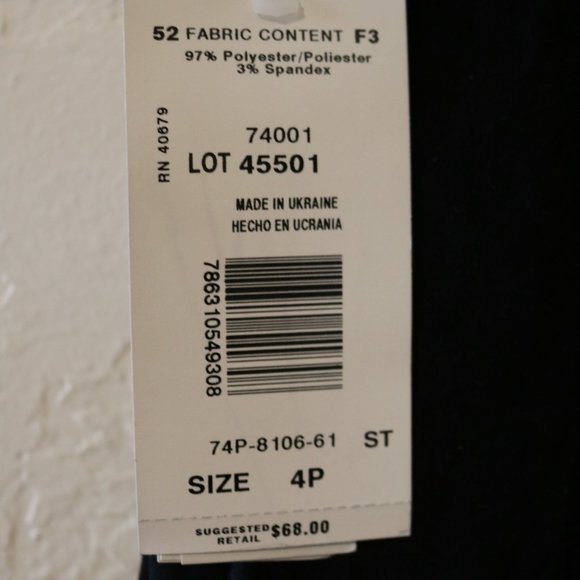 52 FABRIC CONTENT F3
97% Polyester/Poliester
3% Spandex
RN 40679
74001
LOT 45501
MADE IN UKRAINE
HECHO EN UCRANIA
786310549308
74P-8106-61 ST
SIZE 4P
SUGGESTED RETAIL $68.00